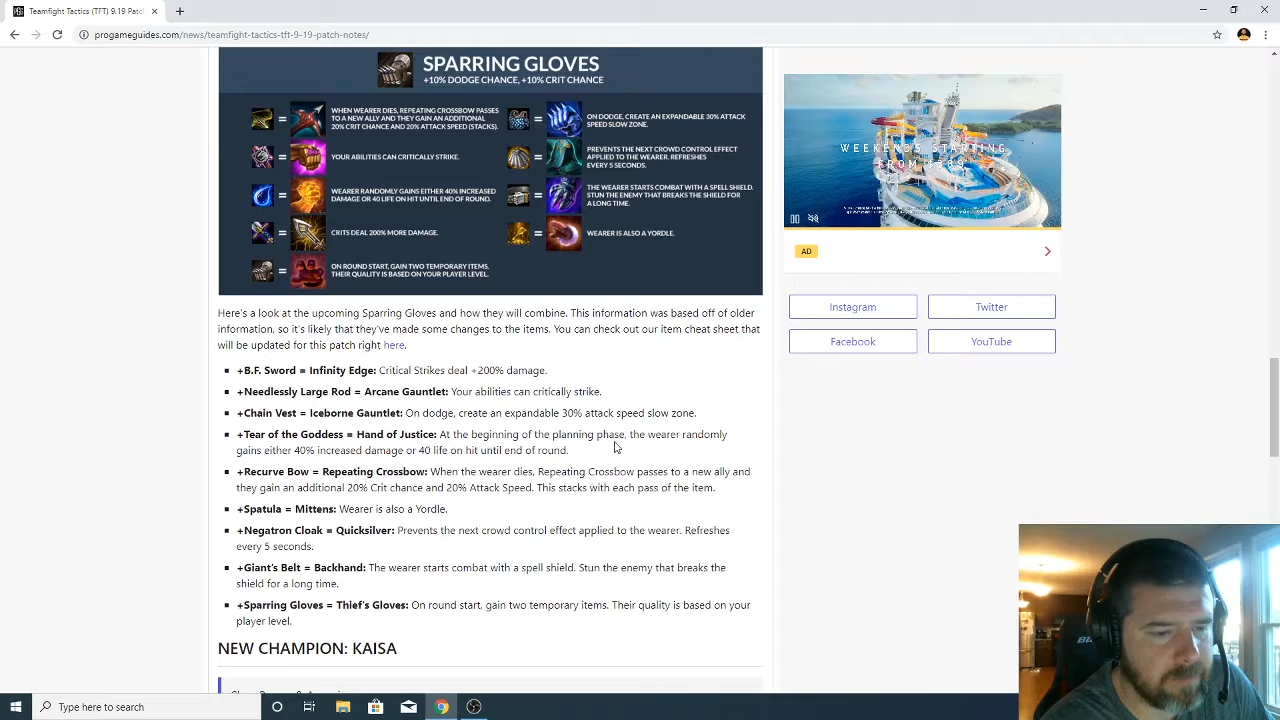 Teamfight Tactics (TFT) 9.19 Patch
progameguides.com/news/teamfight-tactics-tft-9-19-patch-notes/
SPARRING GLOVES
+10% DODGE CHANCE, +10% CRIT CHANCE
= WHEN WEARER DIES, REPEATING CROSSBOW PASSES
TO A NEW ALLY AND THEY GAIN AN ADDITIONAL
20% CRIT CHANCE AND 20% ATTACK SPEED (STACKS).
= ON DODGE, CREATE AN EXPANDABLE 30% ATTACK
SPEED SLOW ZONE.
= YOUR ABILITIES CAN CRITICALLY STRIKE.
= PREVENTS THE NEXT CROWD CONTROL EFFECT
APPLIED TO THE WEARER. REFRESHES
EVERY 5 SECONDS.
= WEARER RANDOMLY GAINS EITHER 40% INCREASED
DAMAGE OR 40 LIFE ON HIT UNTIL END OF ROUND.
= THE WEARER STARTS COMBAT WITH A SPELL SHIELD.
STUN THE ENEMY THAT BREAKS THE SHIELD FOR
A LONG TIME.
= CRITS DEAL 200% MORE DAMAGE.
= WEARER IS ALSO A YORDLE.
= ON ROUND START, GAIN TWO TEMPORARY ITEMS.
THEIR QUALITY IS BASED ON YOUR PLAYER LEVEL.
Here's a look at the upcoming Sparring Gloves and how they will combine. This information was based off of older
information, so it's likely that they've made some changes to the items. You can check out our item cheat sheet that
will be updated for this patch right here.
+B.F. Sword = Infinity Edge: Critical Strikes deal +200% damage.
+Needlessly Large Rod = Arcane Gauntlet: Your abilities can critically strike.
+Chain Vest = Iceborne Gauntlet: On dodge, create an expandable 30% attack speed slow zone.
+Tear of the Goddess = Hand of Justice: At the beginning of the planning phase, the wearer randomly
gains either 40% increased damage or 40 life on hit until end of round.
+Recurve Bow = Repeating Crossbow: When the wearer dies, Repeating Crossbow passes to a new ally and
they gain an additional 20% Crit chance and 20% Attack Speed. This stacks with each pass of the item.
+Spatula = Mittens: Wearer is also a Yordle.
+Negatron Cloak = Quicksilver: Prevents the next crowd control effect applied to the wearer. Refreshes
every 5 seconds.
+Giant's Belt = Backhand: The wearer starts combat with a spell shield. Stun the enemy that breaks the
shield for a long time.
+Sparring Gloves = Thief's Gloves: On round start, gain two temporary items. Their quality is based on your
player level.
NEW CHAMPION: KAISA
WEEKENDS STARTING
FROM
AD
Instagram
Twitter
Facebook
YouTube
Type here to search